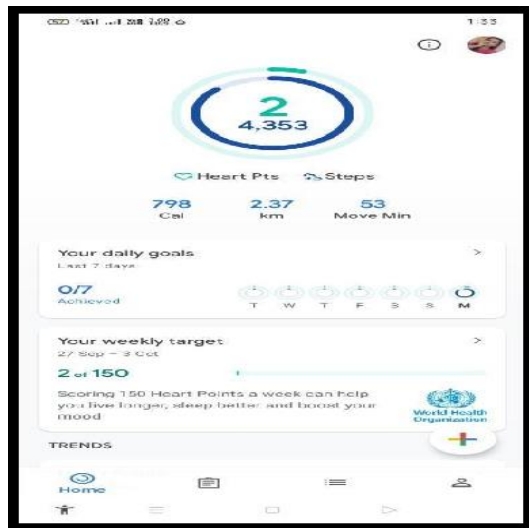 1:33
2
4,353
Heart Pts Steps
798 2.37 53
Cal km Move Min
Your daily goals
Last 7 days
0/7
Achieved
T W T F S S M
Your weekly target
27 Sep – 3 Oct
2 of 150
Scoring 150 Heart Points a week can help
you live longer, sleep better and boost your
mood
World Health
Organization
TRENDS
Home